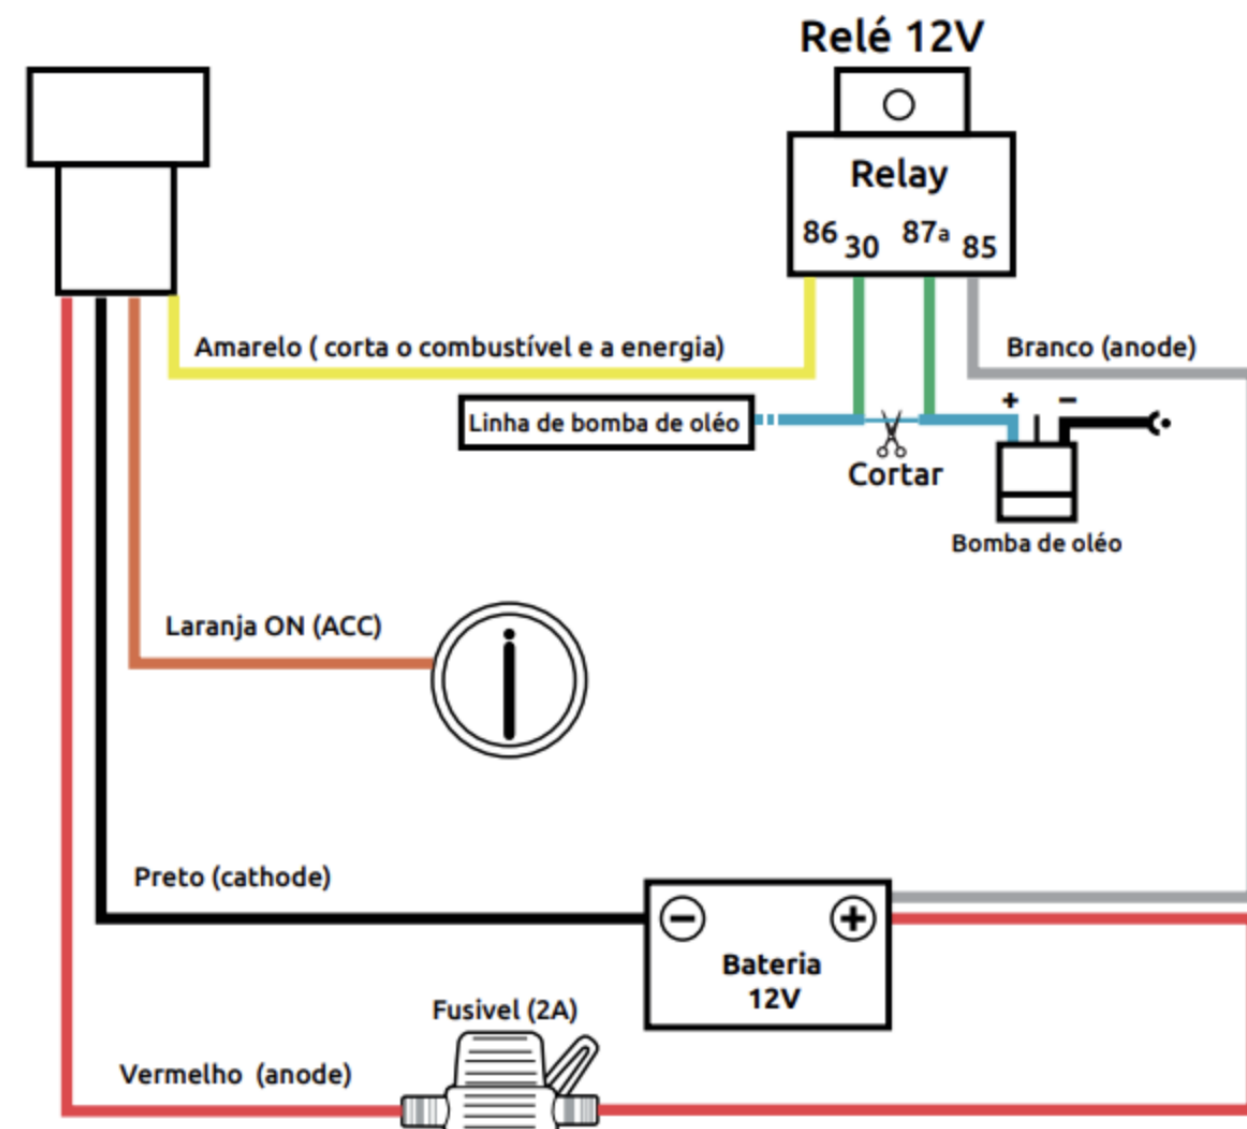 Relé 12V
Relay
86 30 87a 85
Amarelo ( corta o combustível e a energia)
Branco (anode)
+ −
Linha de bomba de oléo
Cortar
Bomba de oléo
Laranja ON (ACC)
Preto (cathode)
− +
Bateria
12V
Fusivel (2A)
Vermelho (anode)